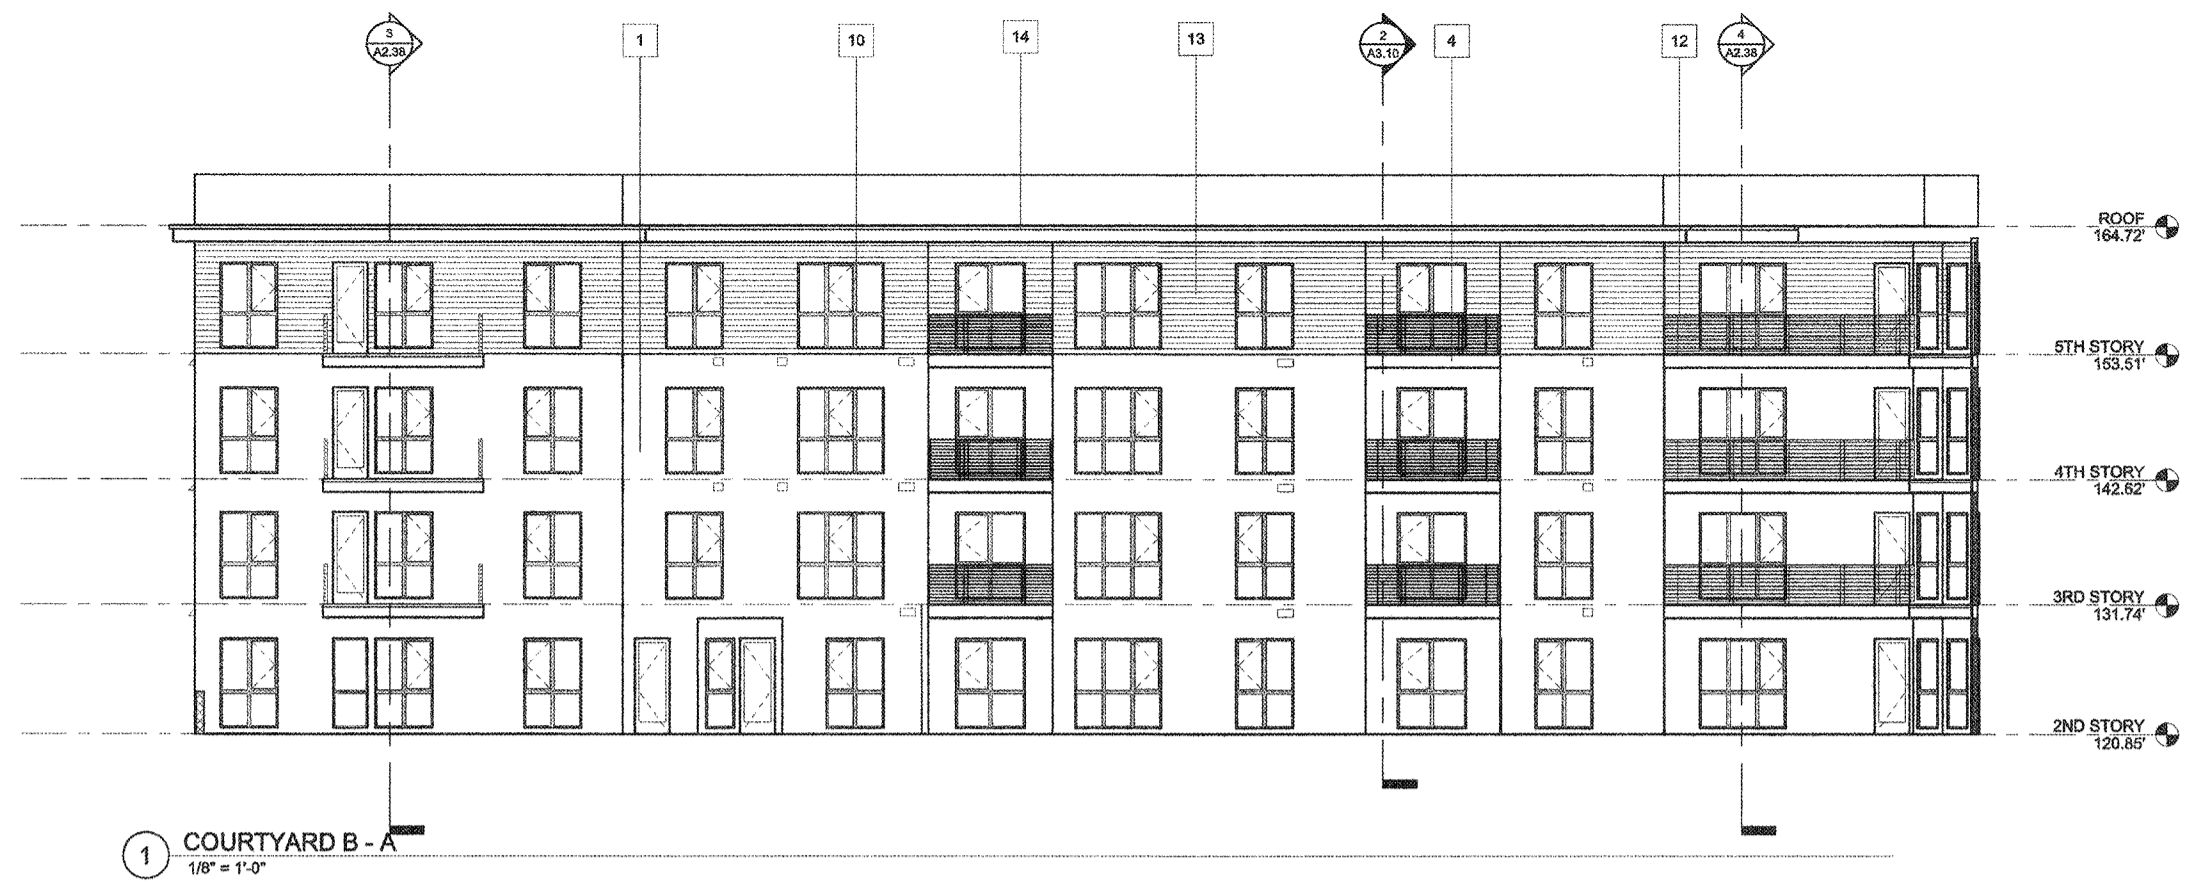 3
A2.38
1
10
14
13
2
A3.10
4
12
4
A2.38
ROOF
164.72'
5TH STORY
153.51'
4TH STORY
142.62'
3RD STORY
131.74'
2ND STORY
120.85'
1
COURTYARD B - A
1/8" = 1'-0"